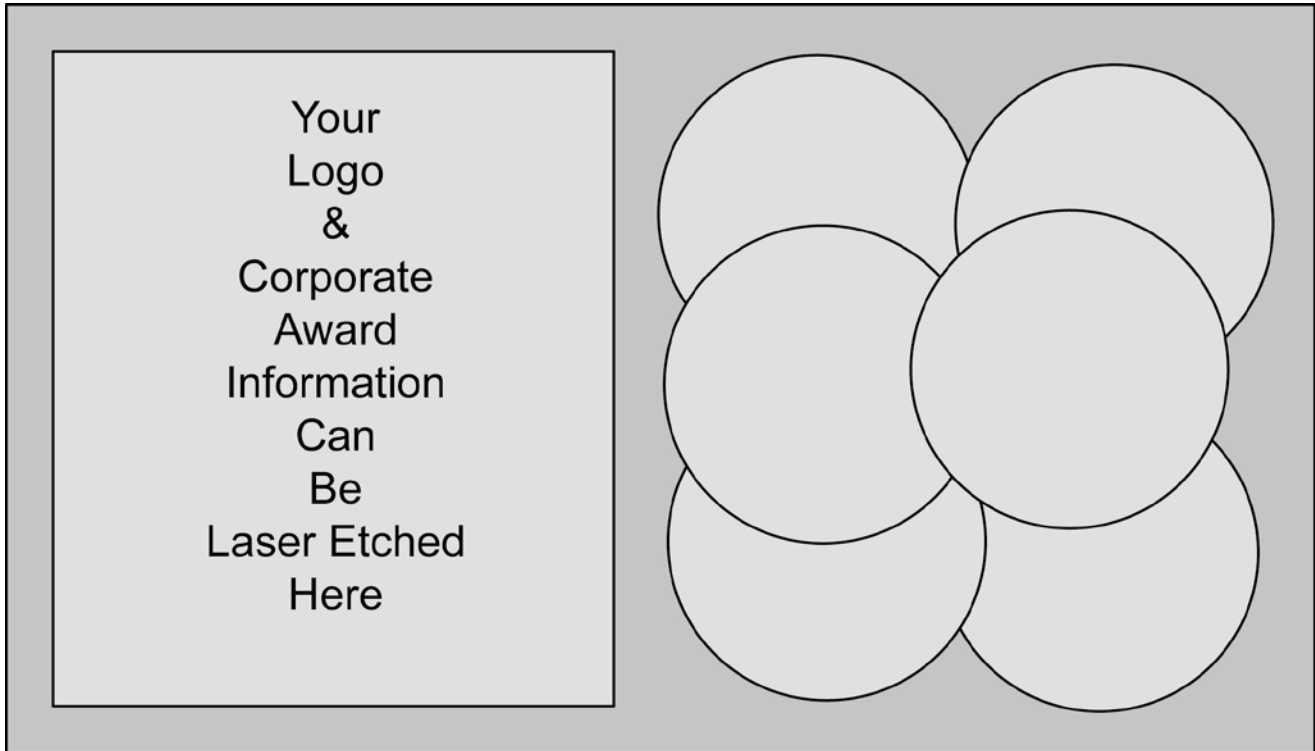 Your
Logo
&
Corporate
Award
Information
Can
Be
Laser Etched
Here